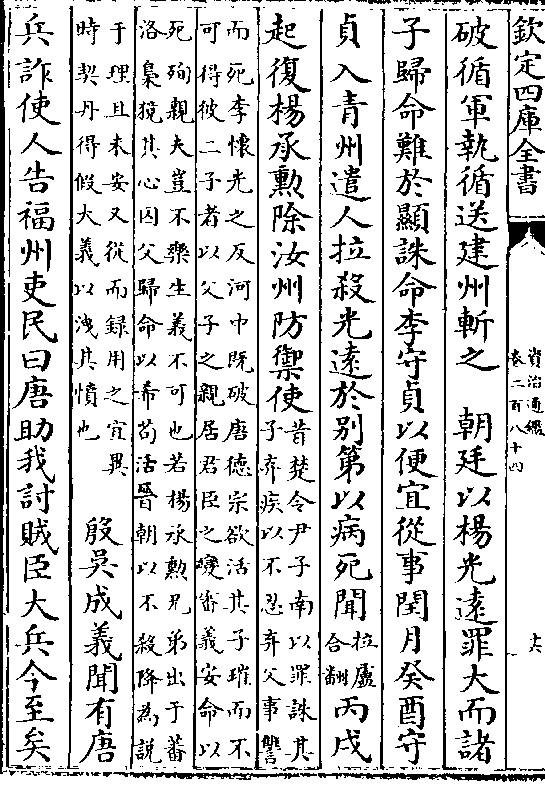 欽定四庫全書
資治通鑑
卷二百八十四
十六
破循軍執循送建州斬之　朝廷以楊光遠罪大而諸
子歸命難於顯誅命李守貞以便宜從事閏月癸酉守
貞入青州遣人拉殺光遠於別第以病死聞拉盧合翻丙戌
起復楊承勲除汝州防禦使昔楚令尹子南以罪誅其
子弃疾以不忍弃父事讐
而死李懷光之反河中既破唐德宗欲活其子璀而不
可得彼二子者以父子之親居君臣之變審義安命以
死殉親夫豈不樂生義不可也若楊承勲兄弟出于蕃
洛梟獍其心囚父歸命以希苟活晉朝以不殺降為說
于理且未安又從而録用之宜異
時契丹得假大義以洩其憤也　殷吳成義聞有唐
兵詐使人告福州吏民曰唐助我討賊臣大兵今至矣